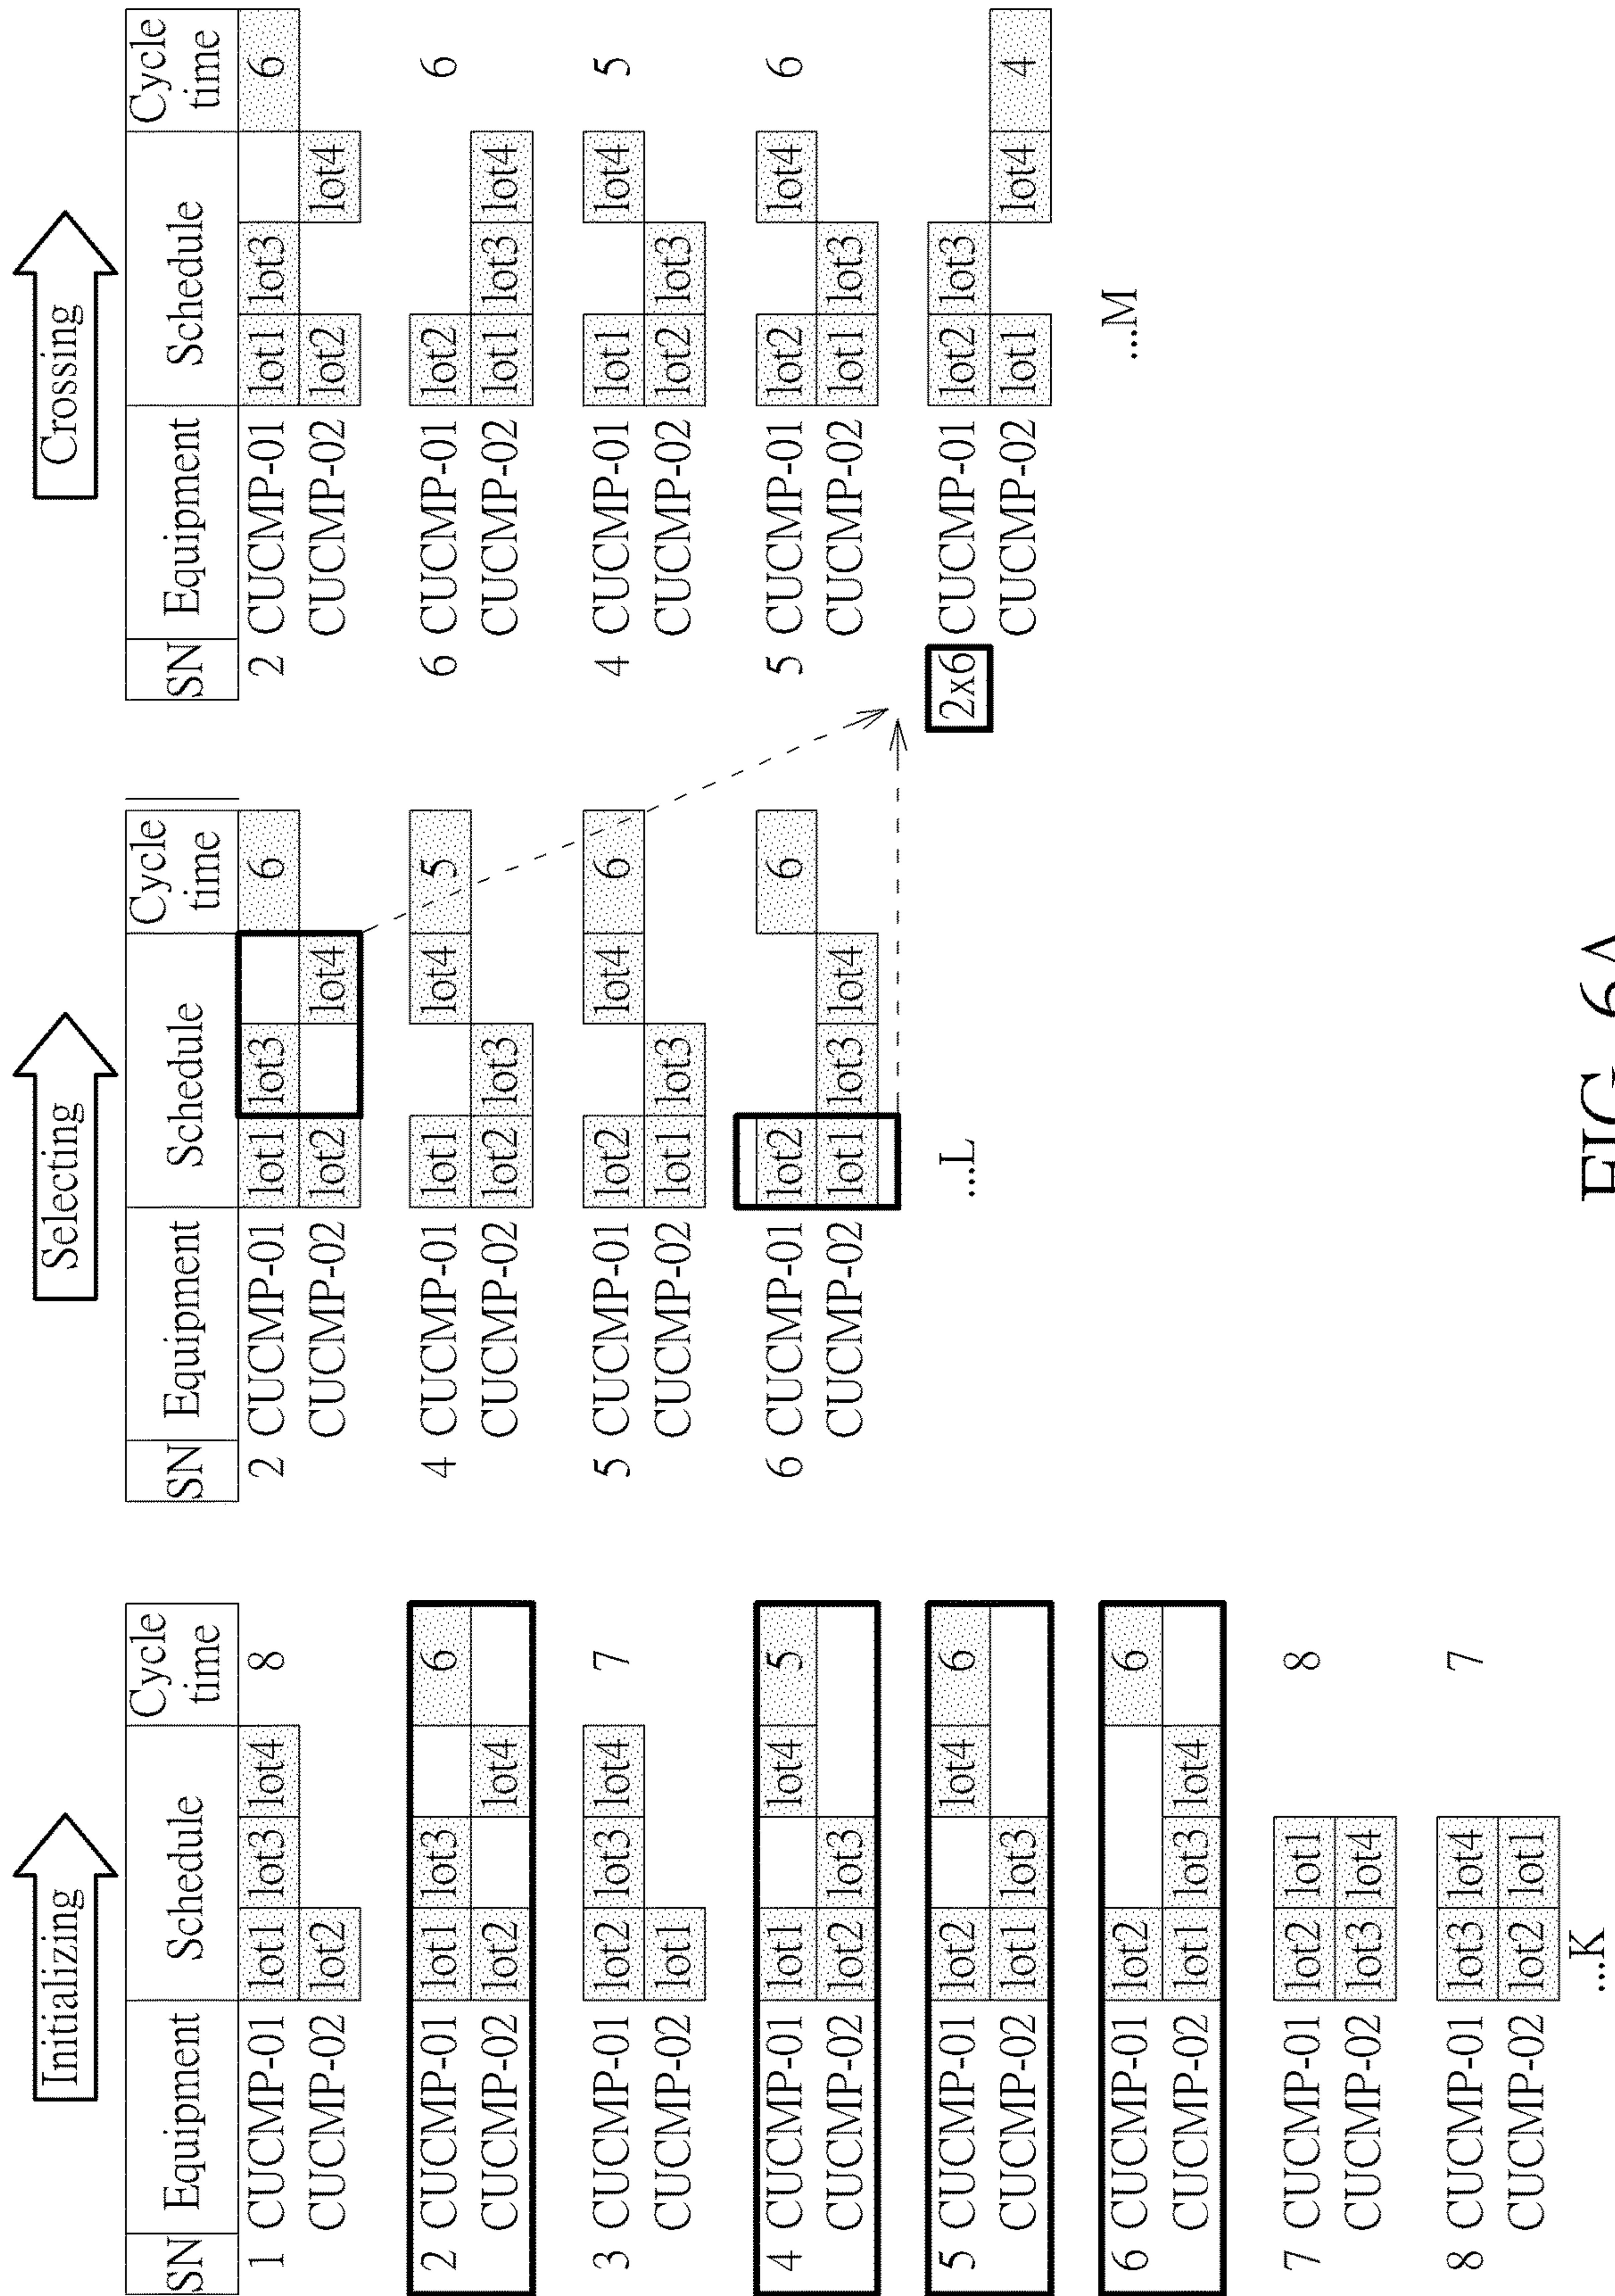 Initializing
SN Equipment Schedule Cycle time
1 CUCMP-01 lot1 lot3 lot4 8
CUCMP-02 lot2
2 CUCMP-01 lot1 lot3 6
CUCMP-02 lot2 lot4
3 CUCMP-01 lot2 lot3 lot4 7
CUCMP-02 lot1
4 CUCMP-01 lot1 lot4 5
CUCMP-02 lot2 lot3
5 CUCMP-01 lot2 lot4 6
CUCMP-02 lot1 lot3
6 CUCMP-01 lot2 6
CUCMP-02 lot1 lot3 lot4
7 CUCMP-01 lot2 lot1 8
CUCMP-02 lot3 lot4
8 CUCMP-01 lot3 lot4 7
CUCMP-02 lot2 lot1
...K
Selecting
SN Equipment Schedule Cycle time
2 CUCMP-01 lot1 lot3 6
CUCMP-02 lot2 lot4
4 CUCMP-01 lot1 lot4 5
CUCMP-02 lot2 lot3
5 CUCMP-01 lot2 lot4 6
CUCMP-02 lot1 lot3
6 CUCMP-01 lot2 6
CUCMP-02 lot1 lot3 lot4
...L
Crossing
SN Equipment Schedule Cycle time
2 CUCMP-01 lot1 lot3 6
CUCMP-02 lot2 lot4
6 CUCMP-01 lot2 6
CUCMP-02 lot1 lot3 lot4
4 CUCMP-01 lot1 lot4 5
CUCMP-02 lot2 lot3
5 CUCMP-01 lot2 lot4 6
CUCMP-02 lot1 lot3
2x6 CUCMP-01 lot2 lot3
CUCMP-02 lot1 lot4 4
...M
FIG. 6A